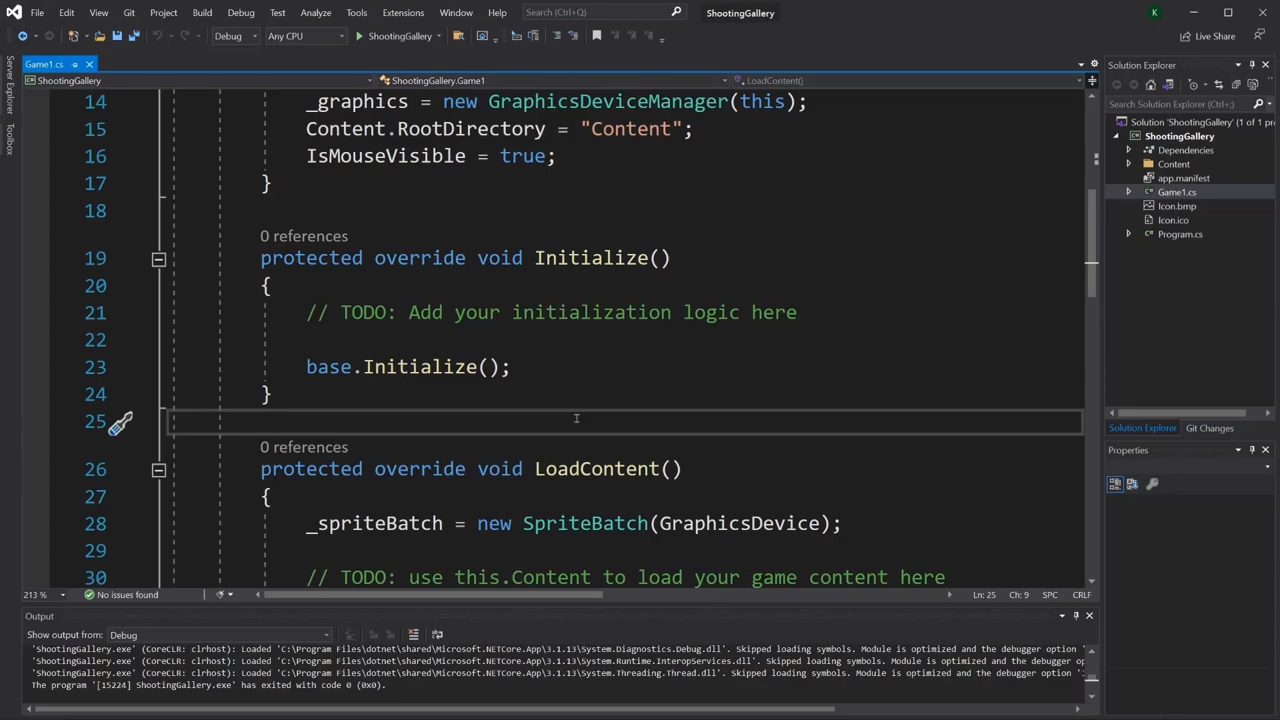 File Edit View Git Project Build Debug Test Analyze Tools Extensions Window Help Search (Ctrl+Q) ShootingGallery K
Debug Any CPU ShootingGallery Live Share
Server Explorer
Toolbox
Game1.cs
ShootingGallery ShootingGallery.Game1 LoadContent()
14 _graphics = new GraphicsDeviceManager(this);
15 Content.RootDirectory = "Content";
16 IsMouseVisible = true;
17 }
18
0 references
19 protected override void Initialize()
20 {
21 // TODO: Add your initialization logic here
22
23 base.Initialize();
24 }
25
0 references
26 protected override void LoadContent()
27 {
28 _spriteBatch = new SpriteBatch(GraphicsDevice);
29
30 // TODO: use this.Content to load your game content here
213 % No issues found Ln: 25 Ch: 9 SPC CRLF
Output
Show output from: Debug
'ShootingGallery.exe' (CoreCLR: clrhost): Loaded 'C:\Program Files\dotnet\shared\Microsoft.NETCore.App\3.1.13\System.Diagnostics.Debug.dll'. Skipped loading symbols. Module is optimized and the debugger option '
'ShootingGallery.exe' (CoreCLR: clrhost): Loaded 'C:\Program Files\dotnet\shared\Microsoft.NETCore.App\3.1.13\System.Runtime.InteropServices.dll'. Skipped loading symbols. Module is optimized and the debugger o
'ShootingGallery.exe' (CoreCLR: clrhost): Loaded 'C:\Program Files\dotnet\shared\Microsoft.NETCore.App\3.1.13\System.Threading.Thread.dll'. Skipped loading symbols. Module is optimized and the debugger option '
The program '[15224] ShootingGallery.exe' has exited with code 0 (0x0).
Solution Explorer
Search Solution Explorer (Ctrl+;)
Solution 'ShootingGallery' (1 of 1 pr
ShootingGallery
Dependencies
Content
app.manifest
Game1.cs
Icon.bmp
Icon.ico
Program.cs
Solution Explorer Git Changes
Properties